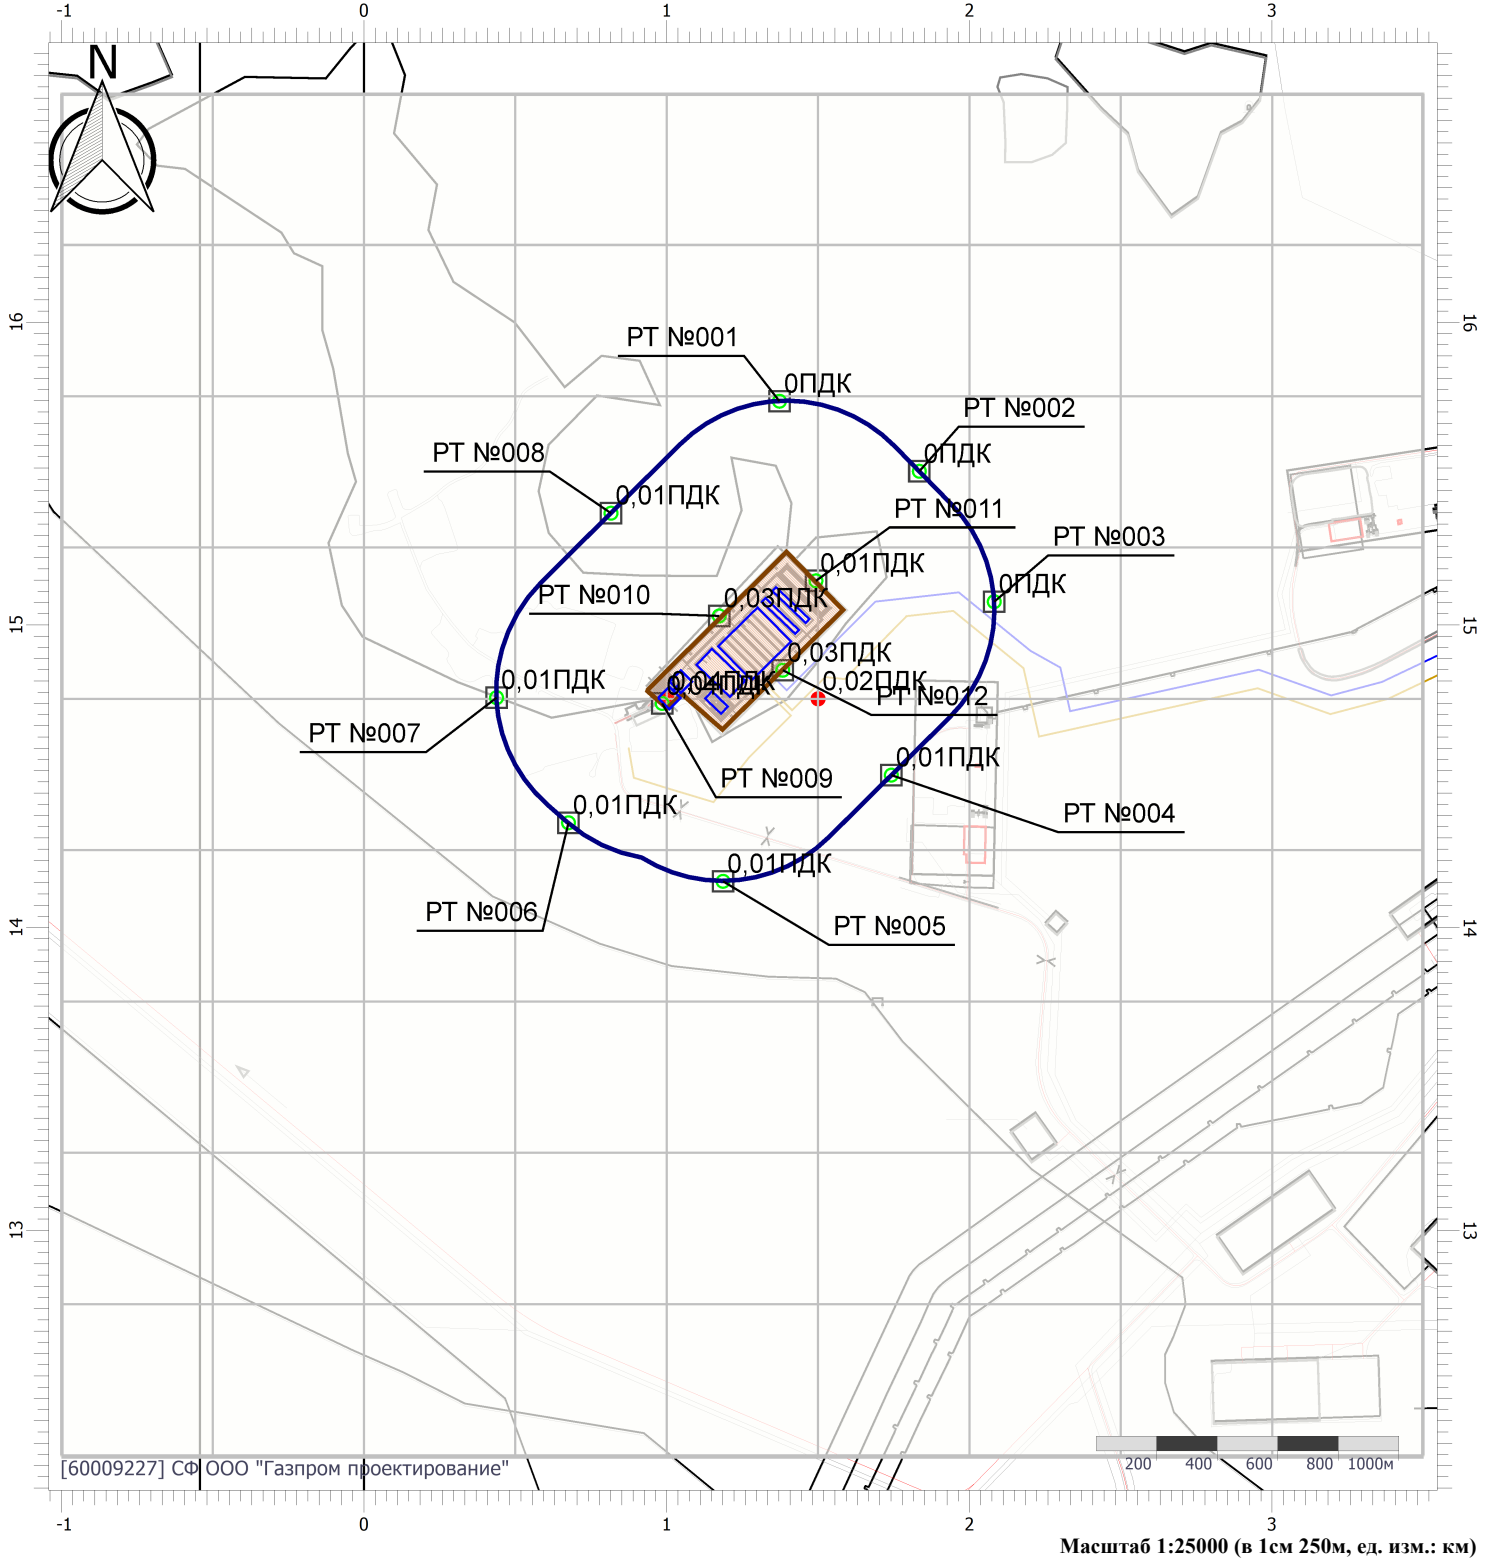 -1 0 1 2 3
N
16 16
РТ №001
0ПДК
РТ №002
0ПДК
РТ №008
0,01ПДК
РТ №011
РТ №003
0,01ПДК
0ПДК
РТ №010
0,03ПДК
15 15
0,03ПДК
0,01ПДК
0,04ПДК
0,02ПДК
РТ №012
РТ №007
0,01ПДК
РТ №009
0,01ПДК
РТ №004
0,01ПДК
РТ №006
РТ №005
14 14
13 13
200 400 600 800 1000м
[60009227] СФ ООО "Газпром проектирование"
-1 0 1 2 3
Масштаб 1:25000 (в 1см 250м, ед. изм.: км)